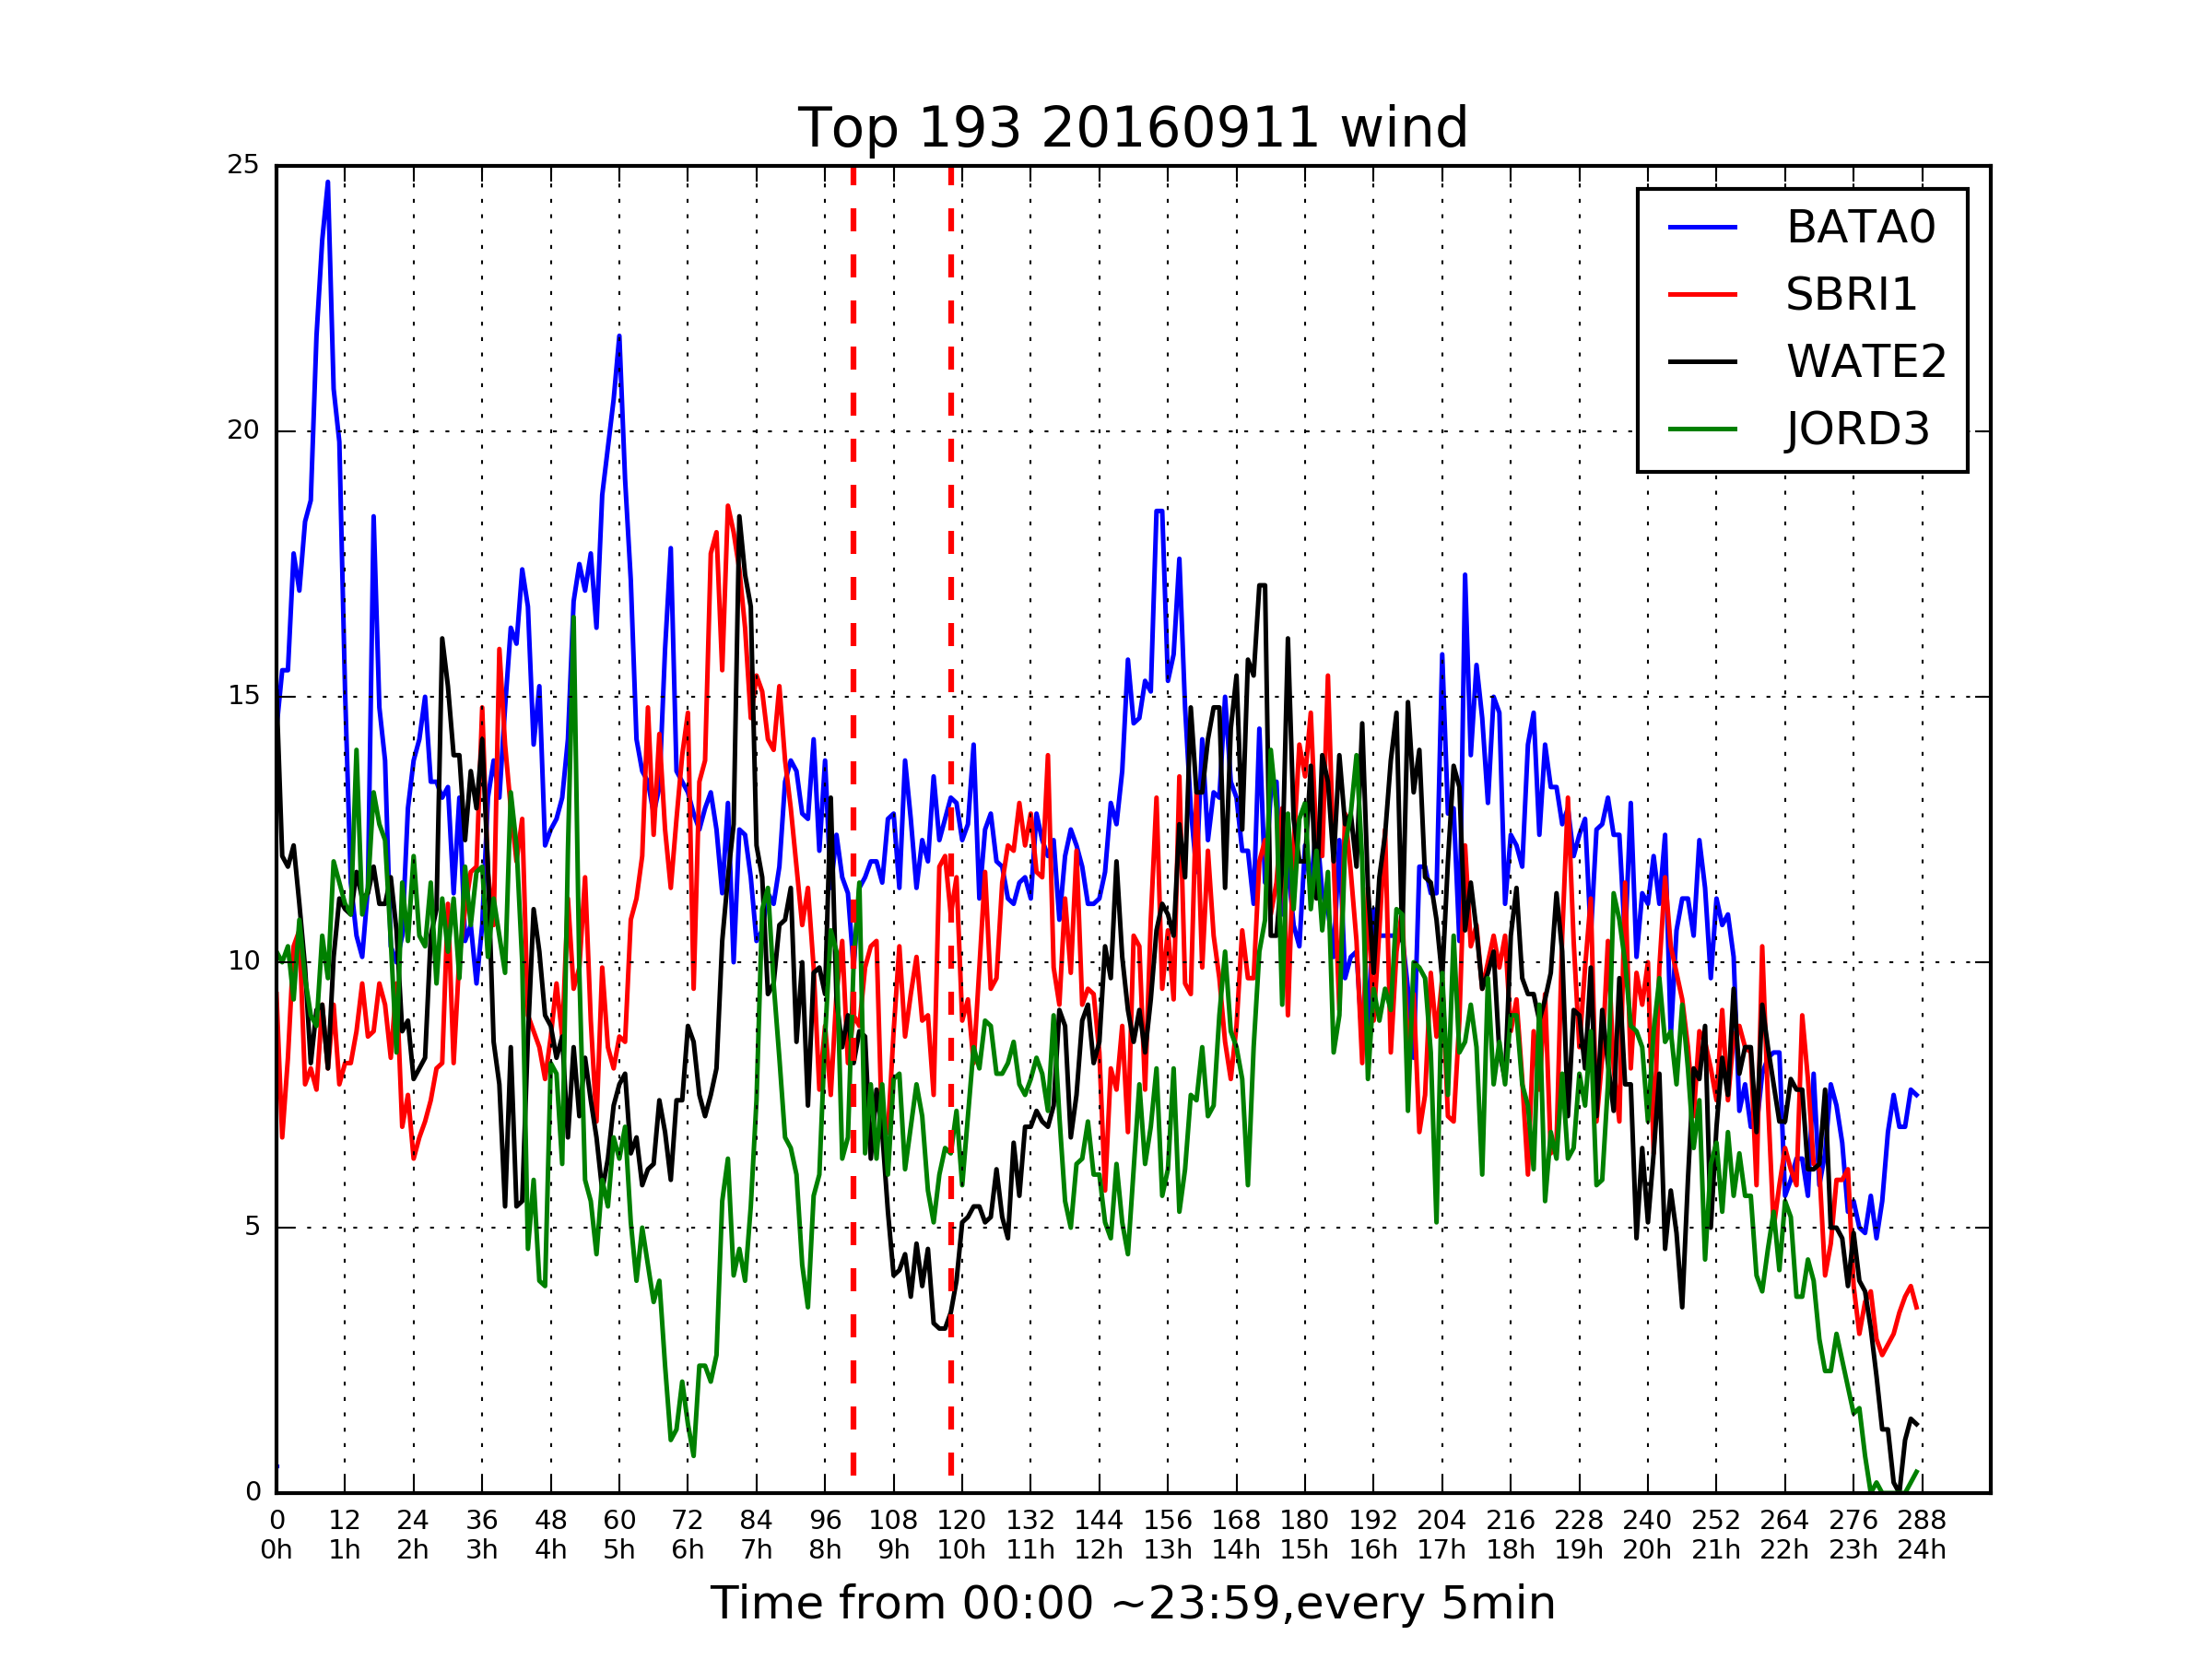 Top 193 20160911 wind
25
20
15
10
5
0
BATA0
SBRI1
WATE2
JORD3
0 12 24 36 48 60 72 84 96 108 120 132 144 156 168 180 192 204 216 228 240 252 264 276 288
0h 1h 2h 3h 4h 5h 6h 7h 8h 9h 10h 11h 12h 13h 14h 15h 16h 17h 18h 19h 20h 21h 22h 23h 24h
Time from 00:00 ~23:59,every 5min